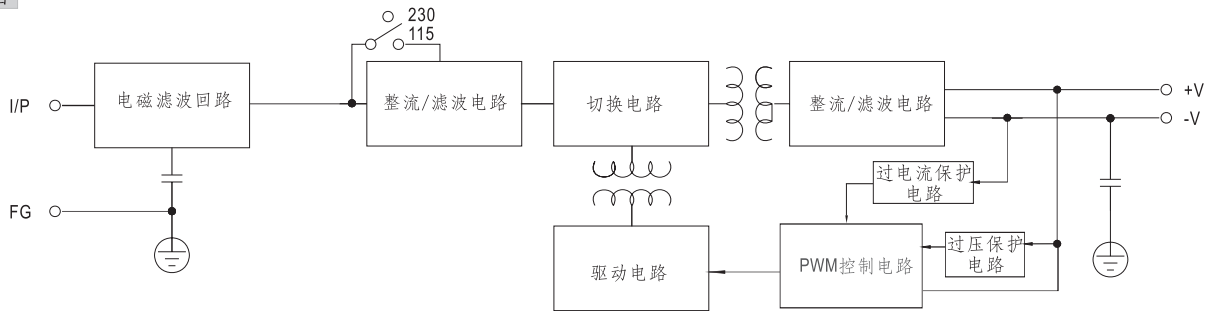 230
115
I/P
电磁滤波回路
整流/滤波电路
切换电路
整流/滤波电路
+V
-V
过电流保护
电路
FG
驱动电路
PWM控制电路
过压保护
电路